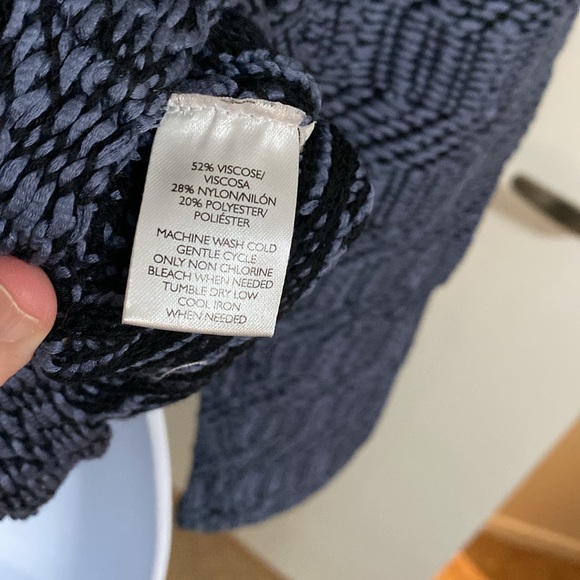 52% VISCOSE/
VISCOSA
28% NYLON/NILÓN
20% POLYESTER/
POLIÉSTER
MACHINE WASH COLD
GENTLE CYCLE
ONLY NON CHLORINE
BLEACH WHEN NEEDED
TUMBLE DRY LOW
COOL IRON
WHEN NEEDED